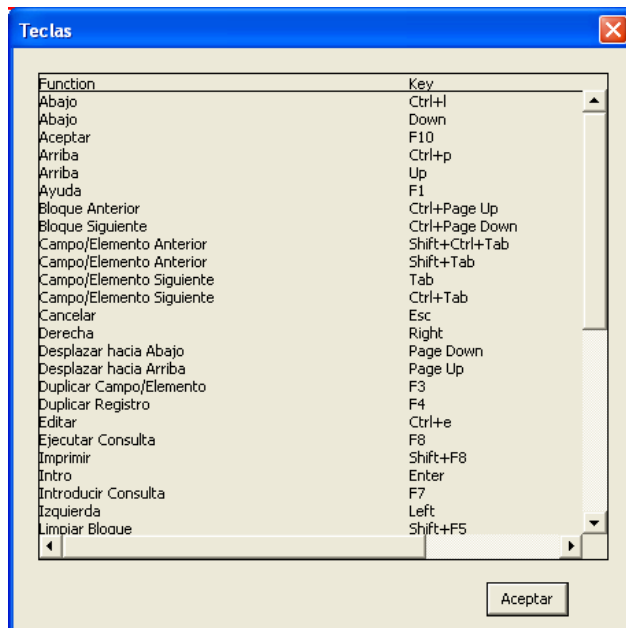 Teclas
Function Key
Abajo Ctrl+l
Abajo Down
Aceptar F10
Arriba Ctrl+p
Arriba Up
Ayuda F1
Bloque Anterior Ctrl+Page Up
Bloque Siguiente Ctrl+Page Down
Campo/Elemento Anterior Shift+Ctrl+Tab
Campo/Elemento Anterior Shift+Tab
Campo/Elemento Siguiente Tab
Campo/Elemento Siguiente Ctrl+Tab
Cancelar Esc
Derecha Right
Desplazar hacia Abajo Page Down
Desplazar hacia Arriba Page Up
Duplicar Campo/Elemento F3
Duplicar Registro F4
Editar Ctrl+e
Ejecutar Consulta F8
Imprimir Shift+F8
Intro Enter
Introducir Consulta F7
Izquierda Left
Limpiar Bloque Shift+F5
Aceptar